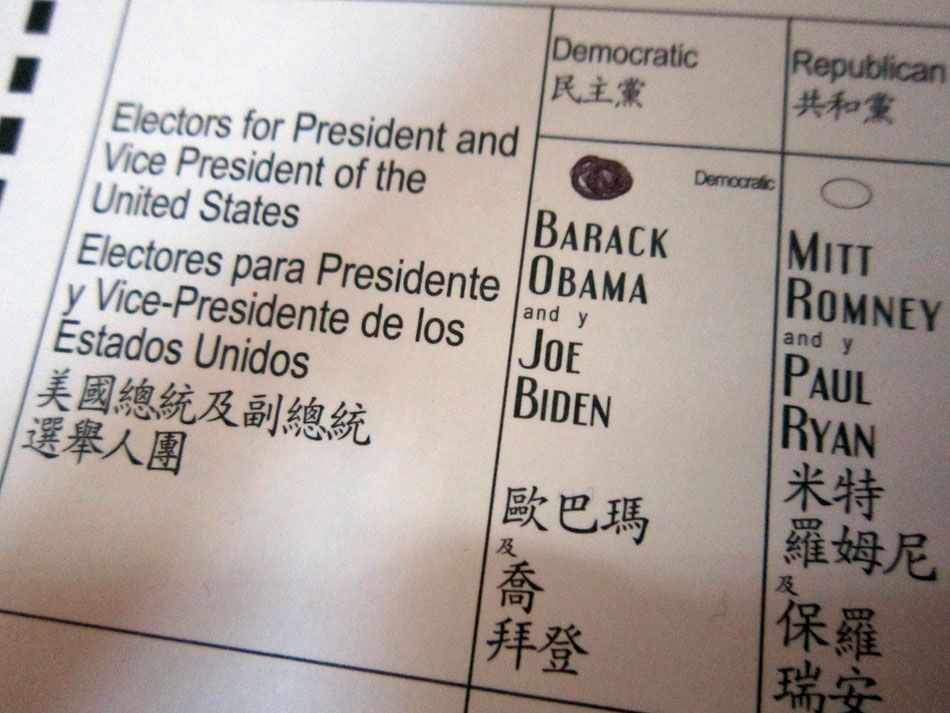 Electors for President and
Vice President of the
United States
Electores para Presidente
y Vice-Presidente de los
Estados Unidos
美國總統及副總統
選舉人團
Democratic
民主黨
Democratic
BARACK
OBAMA
and y
JOE
BIDEN
歐巴瑪
及
喬
拜登
Republican
共和黨
MITT
ROMNEY
and y
PAUL
RYAN
米特
羅姆尼
及
保羅
瑞安